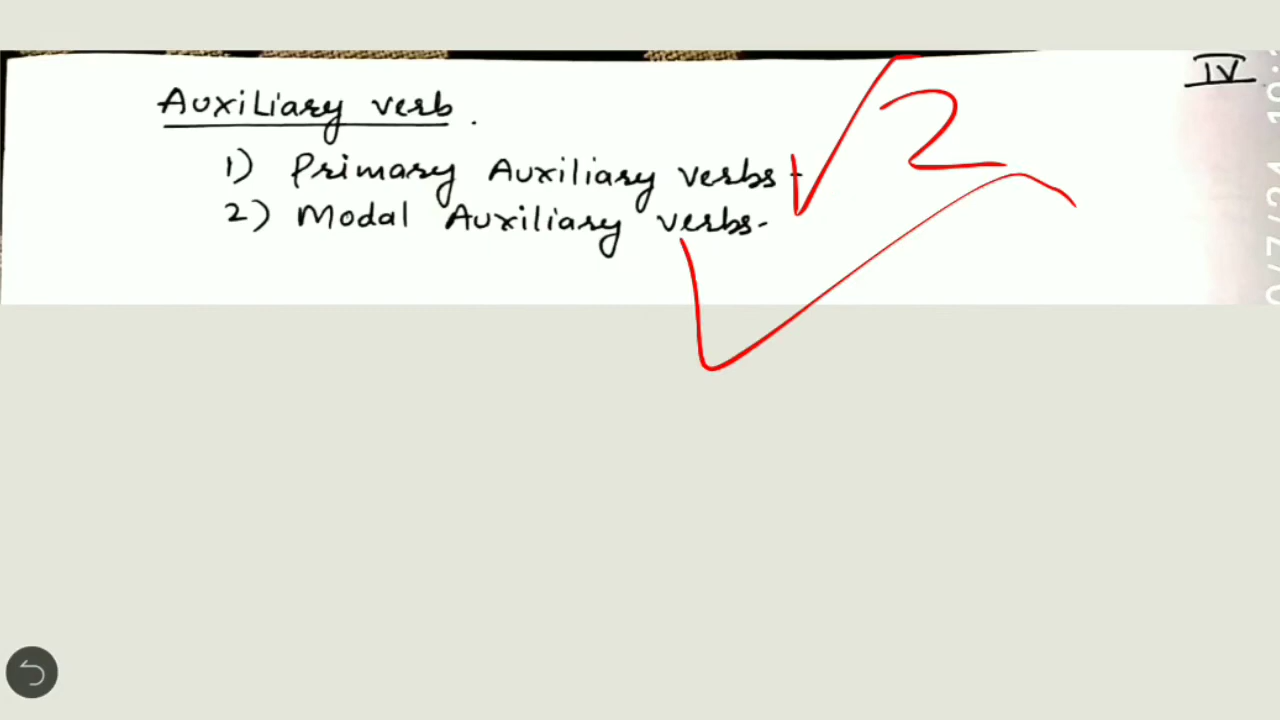 IV
Auxiliary verb.
1) Primary Auxiliary verbs-
2) Modal Auxiliary verbs-
2